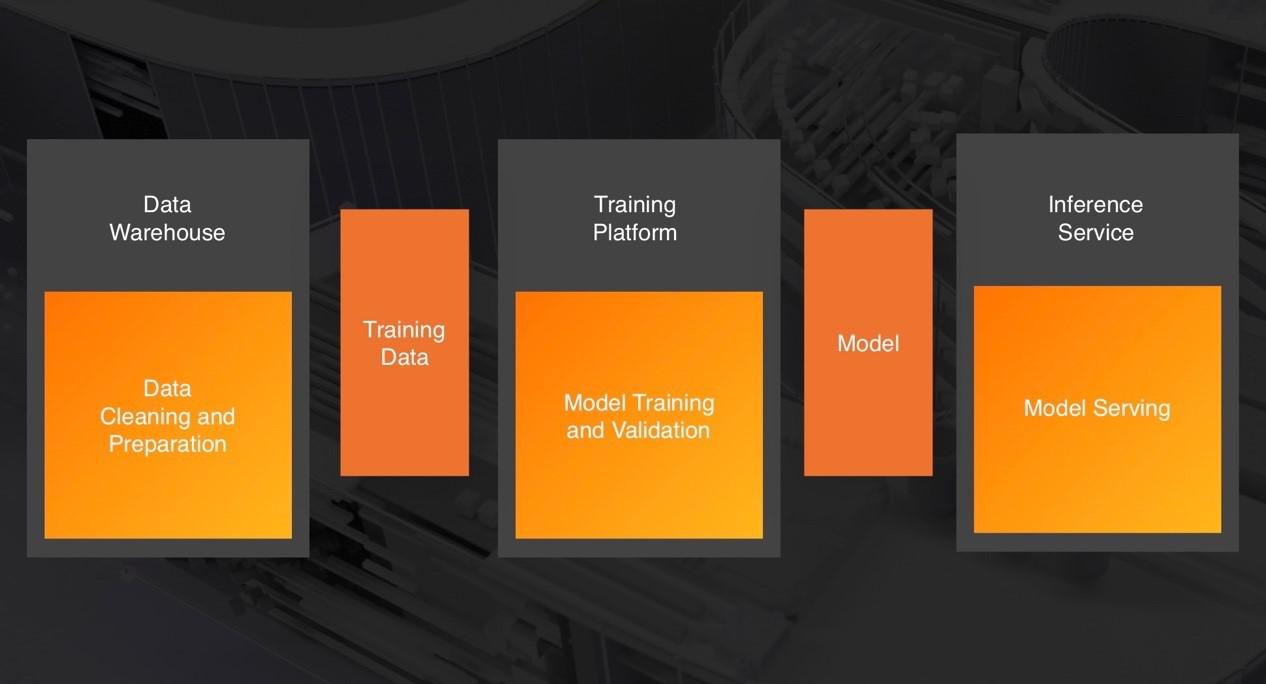 Data
Warehouse
Data
Cleaning and
Preparation
Training
Data
Training
Platform
Model Training
and Validation
Model
Inference
Service
Model Serving